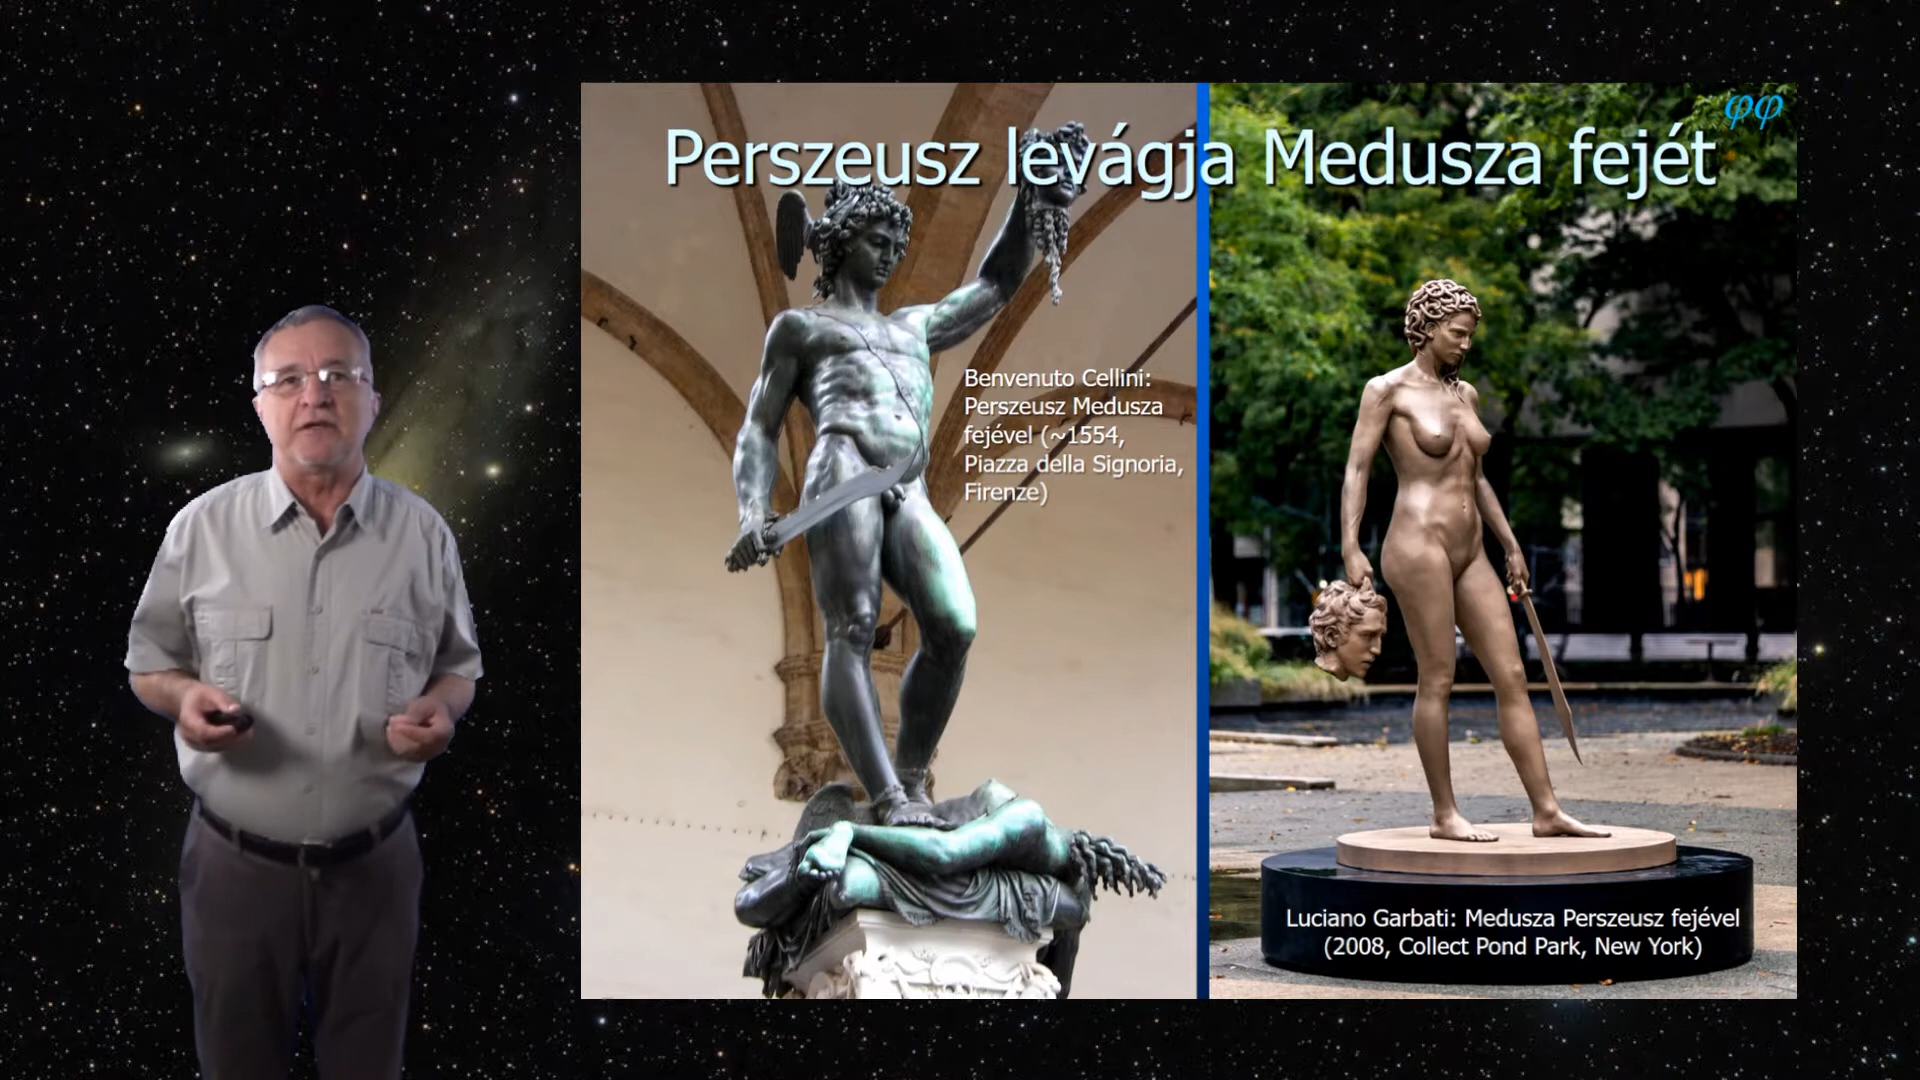 φφ
Perszeusz levágja Medusza fejét
Benvenuto Cellini:
Perszeusz Medusza
fejével (~1554,
Piazza della Signoria,
Firenze)
Luciano Garbati: Medusza Perszeusz fejével
(2008, Collect Pond Park, New York)